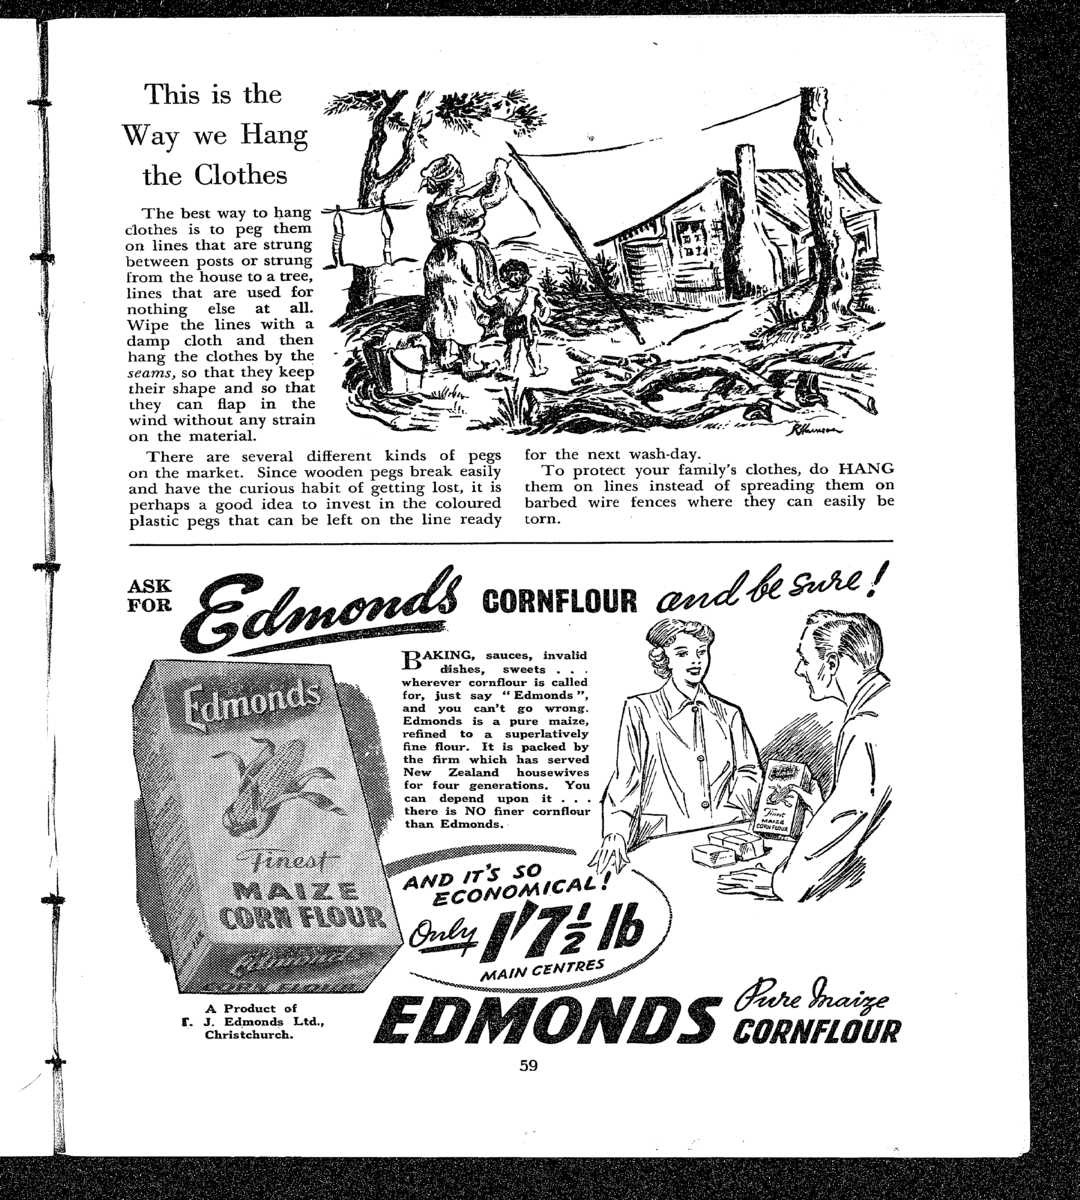 This is the
Way we Hang
the Clothes
The best way to hang
clothes is to peg them
on lines that are strung
between posts or strung
from the house to a tree,
lines that are used for
nothing else at all.
Wipe the lines with a
damp cloth and then
hang the clothes by the
seams, so that they keep
their shape and so that
they can flap in the
wind without any strain
on the material.
There are several different kinds of pegs
on the market. Since wooden pegs break easily
and have the curious habit of getting lost, it is
perhaps a good idea to invest in the coloured
plastic pegs that can be left on the line ready
for the next wash-day.
To protect your family's clothes, do HANG
them on lines instead of spreading them on
barbed wire fences where they can easily be
torn.
ASK
FOR
Edmonds CORNFLOUR and be sure!
BAKING, sauces, invalid
dishes, sweets . . .
wherever cornflour is called
for, just say "Edmonds",
and you can't go wrong.
Edmonds is a pure maize,
refined to a superlatively
fine flour. It is packed by
the firm which has served
New Zealand housewives
for four generations. You
can depend upon it . . .
there is NO finer cornflour
than Edmonds.
Edmonds
Finest
MAIZE
CORN FLOUR
Edmonds
CORN FLOUR
Finest
MAIZE
CORN FLOUR
AND IT'S SO
ECONOMICAL!
Only 1'7½ lb
MAIN CENTRES
A Product of
T. J. Edmonds Ltd.,
Christchurch.
EDMONDS Pure Maize
CORNFLOUR
59